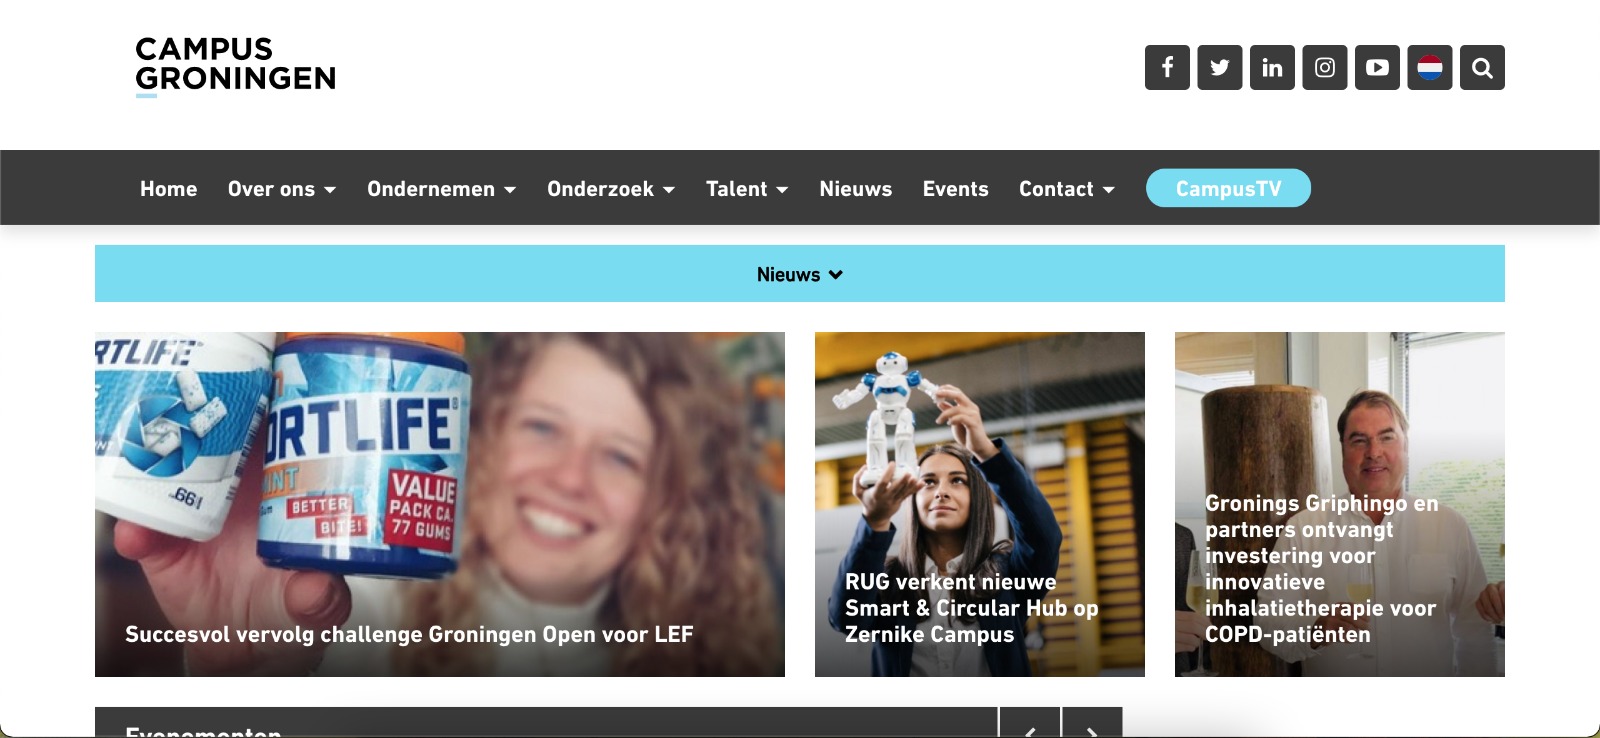 CAMPUS
GRONINGEN
Home Over ons Ondernemen Onderzoek Talent Nieuws Events Contact CampusTV
Nieuws
RTLIFE
ORTLIFE®
BETTER
BITE!
VALUE
PACK CA.
77 GUMS
Succesvol vervolg challenge Groningen Open voor LEF
RUG verkent nieuwe
Smart & Circular Hub op
Zernike Campus
Gronings Griphingo en
partners ontvangt
investering voor
innovatieve
inhalatietherapie voor
COPD-patiënten
Evenementen